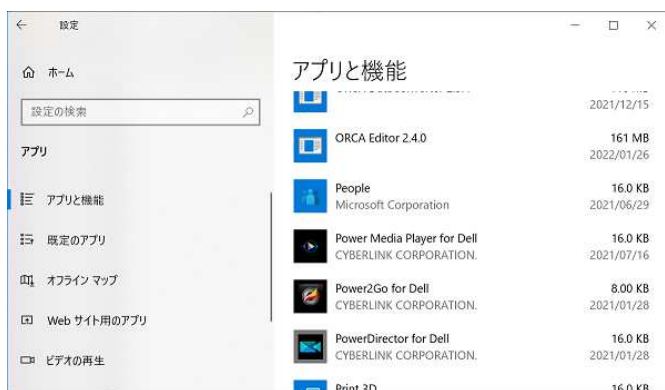 設定
ホーム
設定の検索
アプリ
アプリと機能
既定のアプリ
オフライン マップ
Web サイト用のアプリ
ビデオの再生
アプリと機能
2021/12/15
ORCA Editor 2.4.0
161 MB
2022/01/26
People
16.0 KB
Microsoft Corporation
2021/06/29
Power Media Player for Dell
16.0 KB
CYBERLINK CORPORATION.
2021/07/16
Power2Go for Dell
8.00 KB
CYBERLINK CORPORATION.
2021/01/28
PowerDirector for Dell
16.0 KB
CYBERLINK CORPORATION.
2021/01/28
Print 3D
16.0 KB